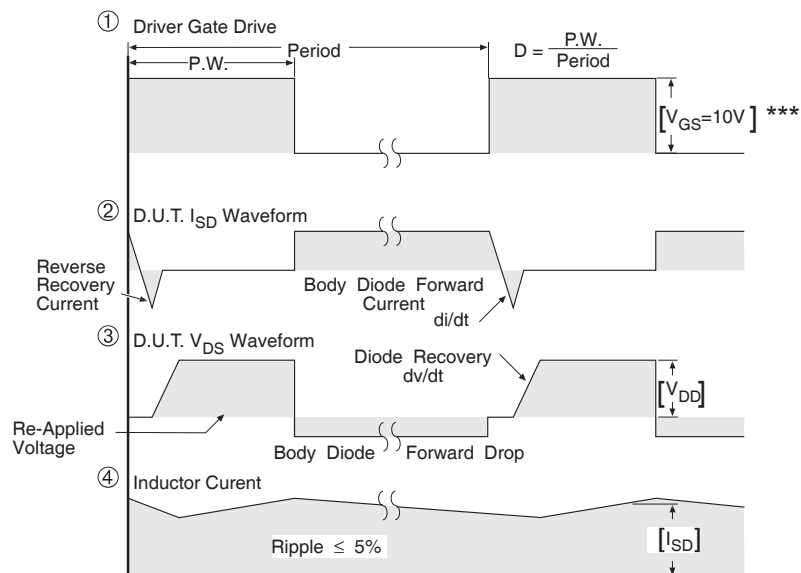 ① Driver Gate Drive
Period
P.W.
D = P.W. / Period
[VGS=10V] ***
② D.U.T. ISD Waveform
Reverse
Recovery
Current
Body Diode Forward
Current
di/dt
③ D.U.T. VDS Waveform
Diode Recovery
dv/dt
[VDD]
Re-Applied
Voltage
Body Diode Forward Drop
④ Inductor Curent
Ripple ≤ 5%
[ISD]